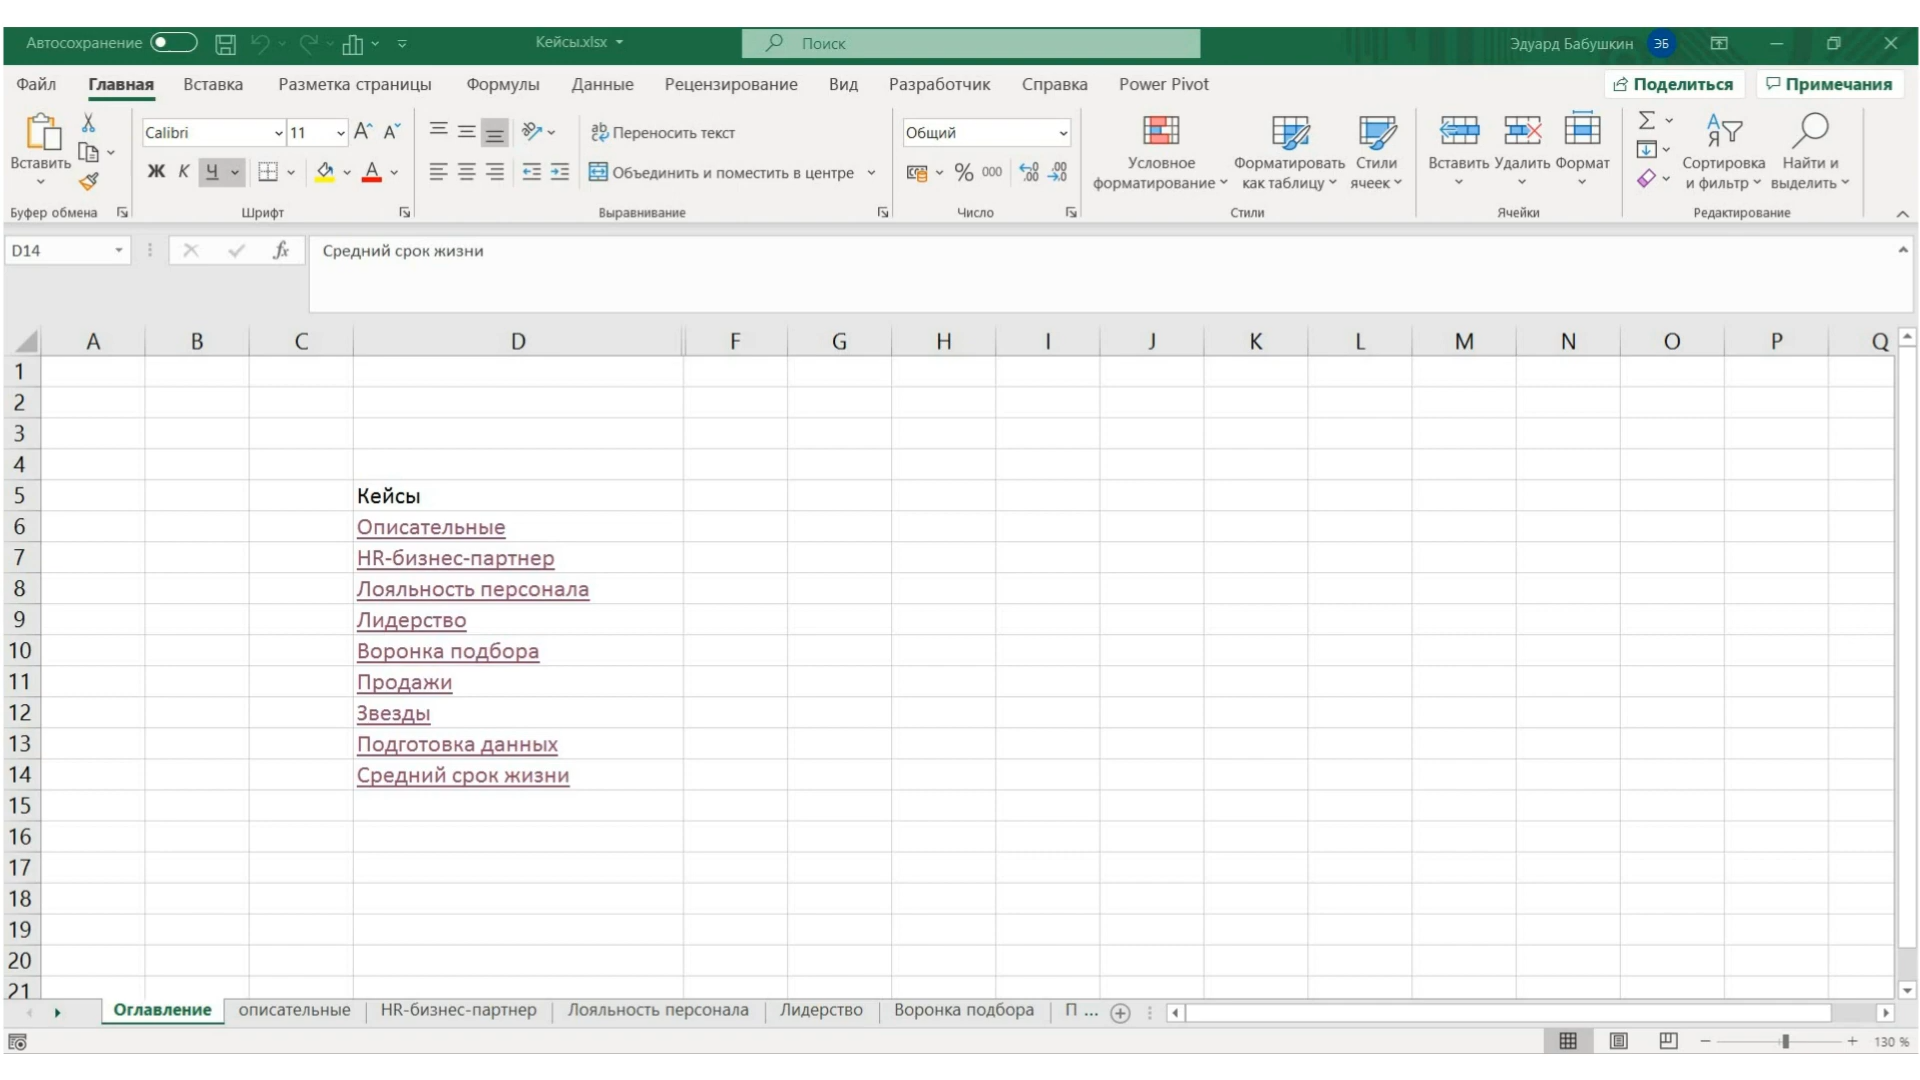 Автосохранение
Кейсы.xlsx
Поиск
Эдуард Бабушкин ЭБ
Файл Главная Вставка Разметка страницы Формулы Данные Рецензирование Вид Разработчик Справка Power Pivot Поделиться Примечания
Вставить
Calibri 11
Ж К Ч
Переносить текст
Объединить и поместить в центре
Общий
% 000
Условное форматирование
Форматировать как таблицу
Стили ячеек
Вставить Удалить Формат
Сортировка и фильтр
Найти и выделить
Буфер обмена Шрифт Выравнивание Число Стили Ячейки Редактирование
D14 fx Средний срок жизни
A B C D F G H I J K L M N O P Q
1
2
3
4
5 Кейсы
6 Описательные
7 HR-бизнес-партнер
8 Лояльность персонала
9 Лидерство
10 Воронка подбора
11 Продажи
12 Звезды
13 Подготовка данных
14 Средний срок жизни
15
16
17
18
19
20
21
Оглавление описательные HR-бизнес-партнер Лояльность персонала Лидерство Воронка подбора П ...
130 %